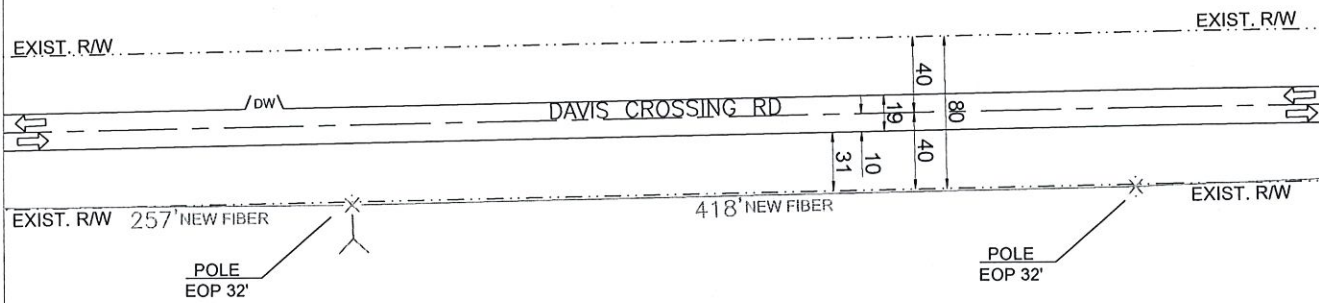 EXIST. R/W
EXIST. R/W
DW
DAVIS CROSSING RD
40
80
19
40
31
10
EXIST. R/W
257' NEW FIBER
418' NEW FIBER
EXIST. R/W
POLE
EOP 32'
POLE
EOP 32'